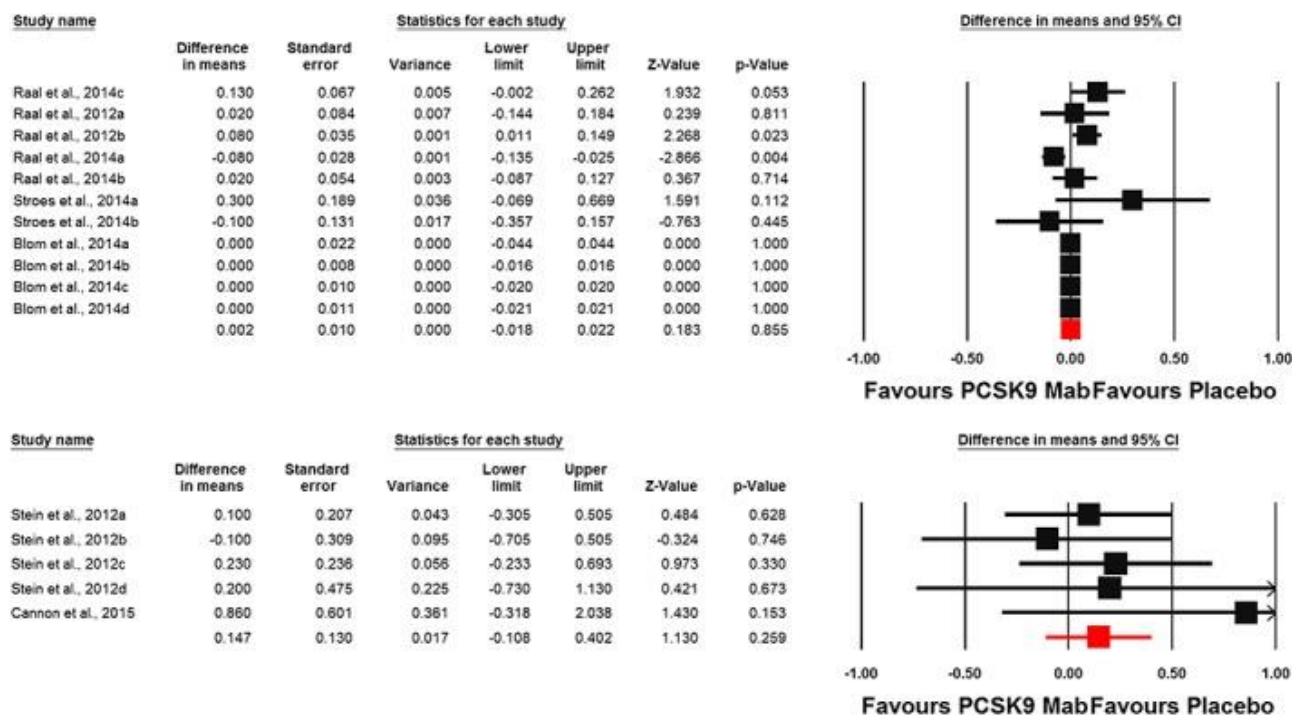 Study name Statistics for each study Difference in means and 95% CI
Difference in means Standard error Variance Lower limit Upper limit Z-Value p-Value
Raal et al., 2014c 0.130 0.067 0.005 -0.002 0.262 1.932 0.053
Raal et al., 2012a 0.020 0.084 0.007 -0.144 0.184 0.239 0.811
Raal et al., 2012b 0.080 0.035 0.001 0.011 0.149 2.268 0.023
Raal et al., 2014a -0.080 0.028 0.001 -0.135 -0.025 -2.866 0.004
Raal et al., 2014b 0.020 0.054 0.003 -0.087 0.127 0.367 0.714
Stroes et al., 2014a 0.300 0.189 0.036 -0.069 0.669 1.591 0.112
Stroes et al., 2014b -0.100 0.131 0.017 -0.357 0.157 -0.763 0.445
Blom et al., 2014a 0.000 0.022 0.000 -0.044 0.044 0.000 1.000
Blom et al., 2014b 0.000 0.008 0.000 -0.016 0.016 0.000 1.000
Blom et al., 2014c 0.000 0.010 0.000 -0.020 0.020 0.000 1.000
Blom et al., 2014d 0.000 0.011 0.000 -0.021 0.021 0.000 1.000
0.002 0.010 0.000 -0.018 0.022 0.183 0.855
-1.00 -0.50 0.00 0.50 1.00
Favours PCSK9 MabFavours Placebo
Study name Statistics for each study Difference in means and 95% CI
Difference in means Standard error Variance Lower limit Upper limit Z-Value p-Value
Stein et al., 2012a 0.100 0.207 0.043 -0.305 0.505 0.484 0.628
Stein et al., 2012b -0.100 0.309 0.095 -0.705 0.505 -0.324 0.746
Stein et al., 2012c 0.230 0.236 0.056 -0.233 0.693 0.973 0.330
Stein et al., 2012d 0.200 0.475 0.225 -0.730 1.130 0.421 0.673
Cannon et al., 2015 0.860 0.601 0.361 -0.318 2.038 1.430 0.153
0.147 0.130 0.017 -0.108 0.402 1.130 0.259
-1.00 -0.50 0.00 0.50 1.00
Favours PCSK9 MabFavours Placebo